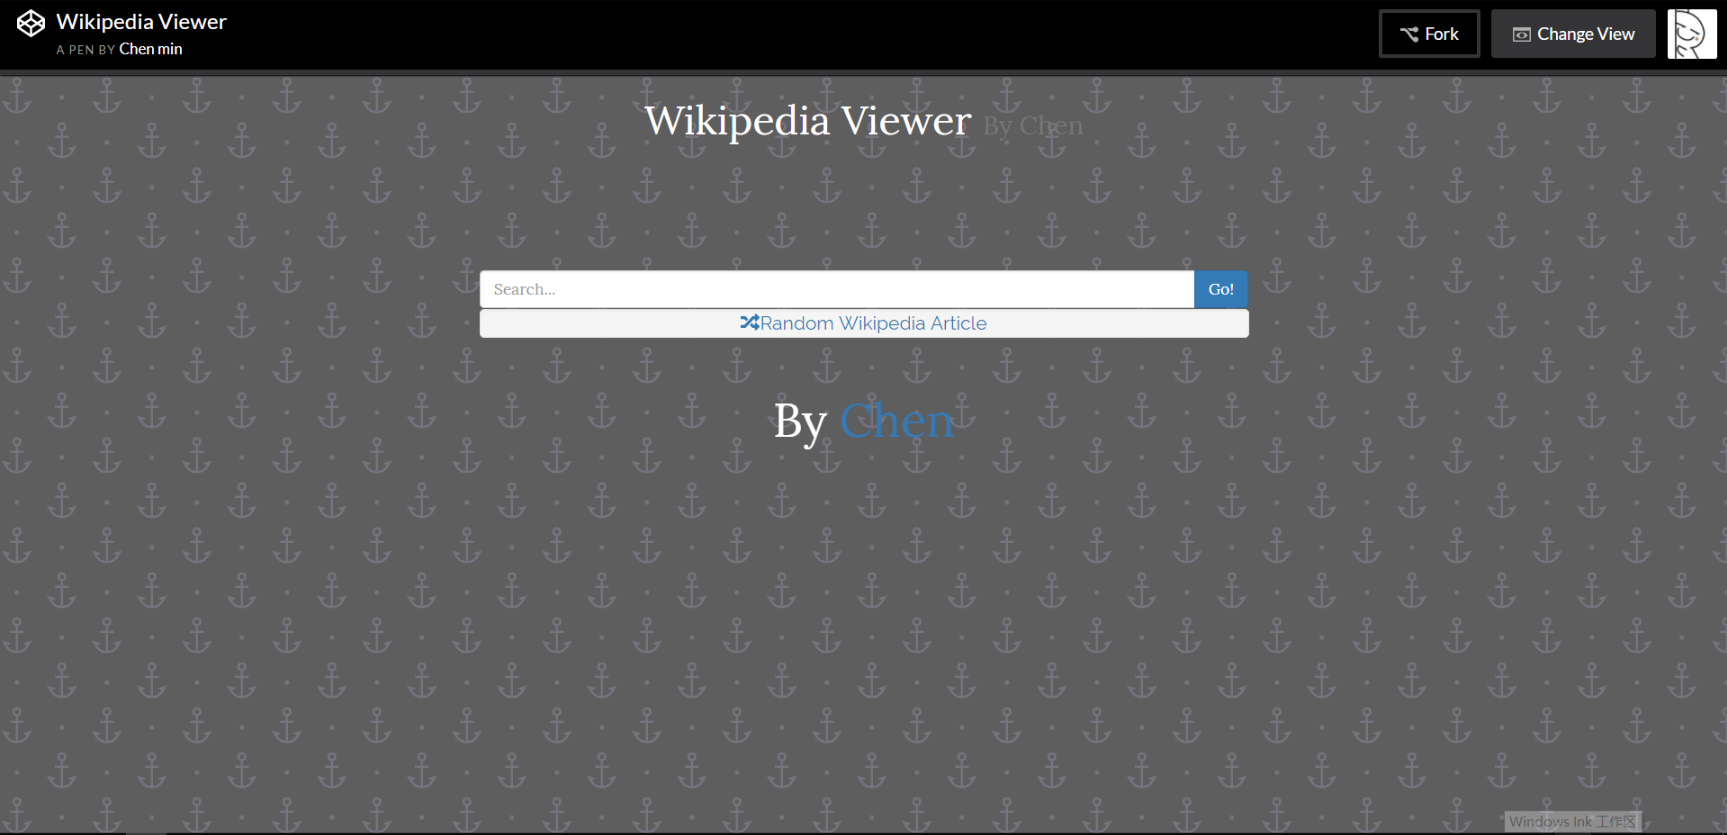 Wikipedia Viewer
A PEN BY Chen min
Fork
Change View
Wikipedia Viewer By Chen
Search...
Go!
Random Wikipedia Article
By Chen
Windows Ink 工作区